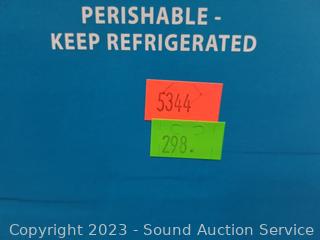 PERISHABLE -
KEEP REFRIGERATED
5344
298.
Copyright 2023 - Sound Auction Service